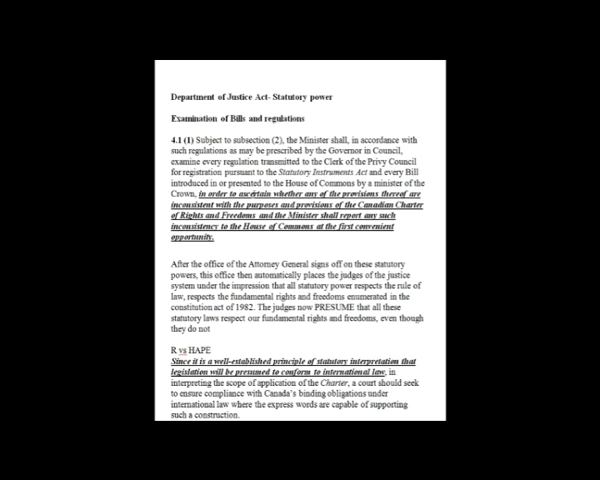 Department of Justice Act- Statutory power
Examination of Bills and regulations
4.1 (1) Subject to subsection (2), the Minister shall, in accordance with
such regulations as may be prescribed by the Governor in Council,
examine every regulation transmitted to the Clerk of the Privy Council
for registration pursuant to the Statutory Instruments Act and every Bill
introduced in or presented to the House of Commons by a minister of the
Crown, in order to ascertain whether any of the provisions thereof are
inconsistent with the purposes and provisions of the Canadian Charter
of Rights and Freedoms and the Minister shall report any such
inconsistency to the House of Commons at the first convenient
opportunity.
After the office of the Attorney General signs off on these statutory
powers, this office then automatically places the judges of the justice
system under the impression that all statutory power respects the rule of
law, respects the fundamental rights and freedoms enumerated in the
constitution act of 1982. The judges now PRESUME that all these
statutory laws respect our fundamental rights and freedoms, even though
they do not
R vs HAPE
Since it is a well-established principle of statutory interpretation that
legislation will be presumed to conform to international law, in
interpreting the scope of application of the Charter, a court should seek
to ensure compliance with Canada's binding obligations under
international law where the express words are capable of supporting
such a construction.